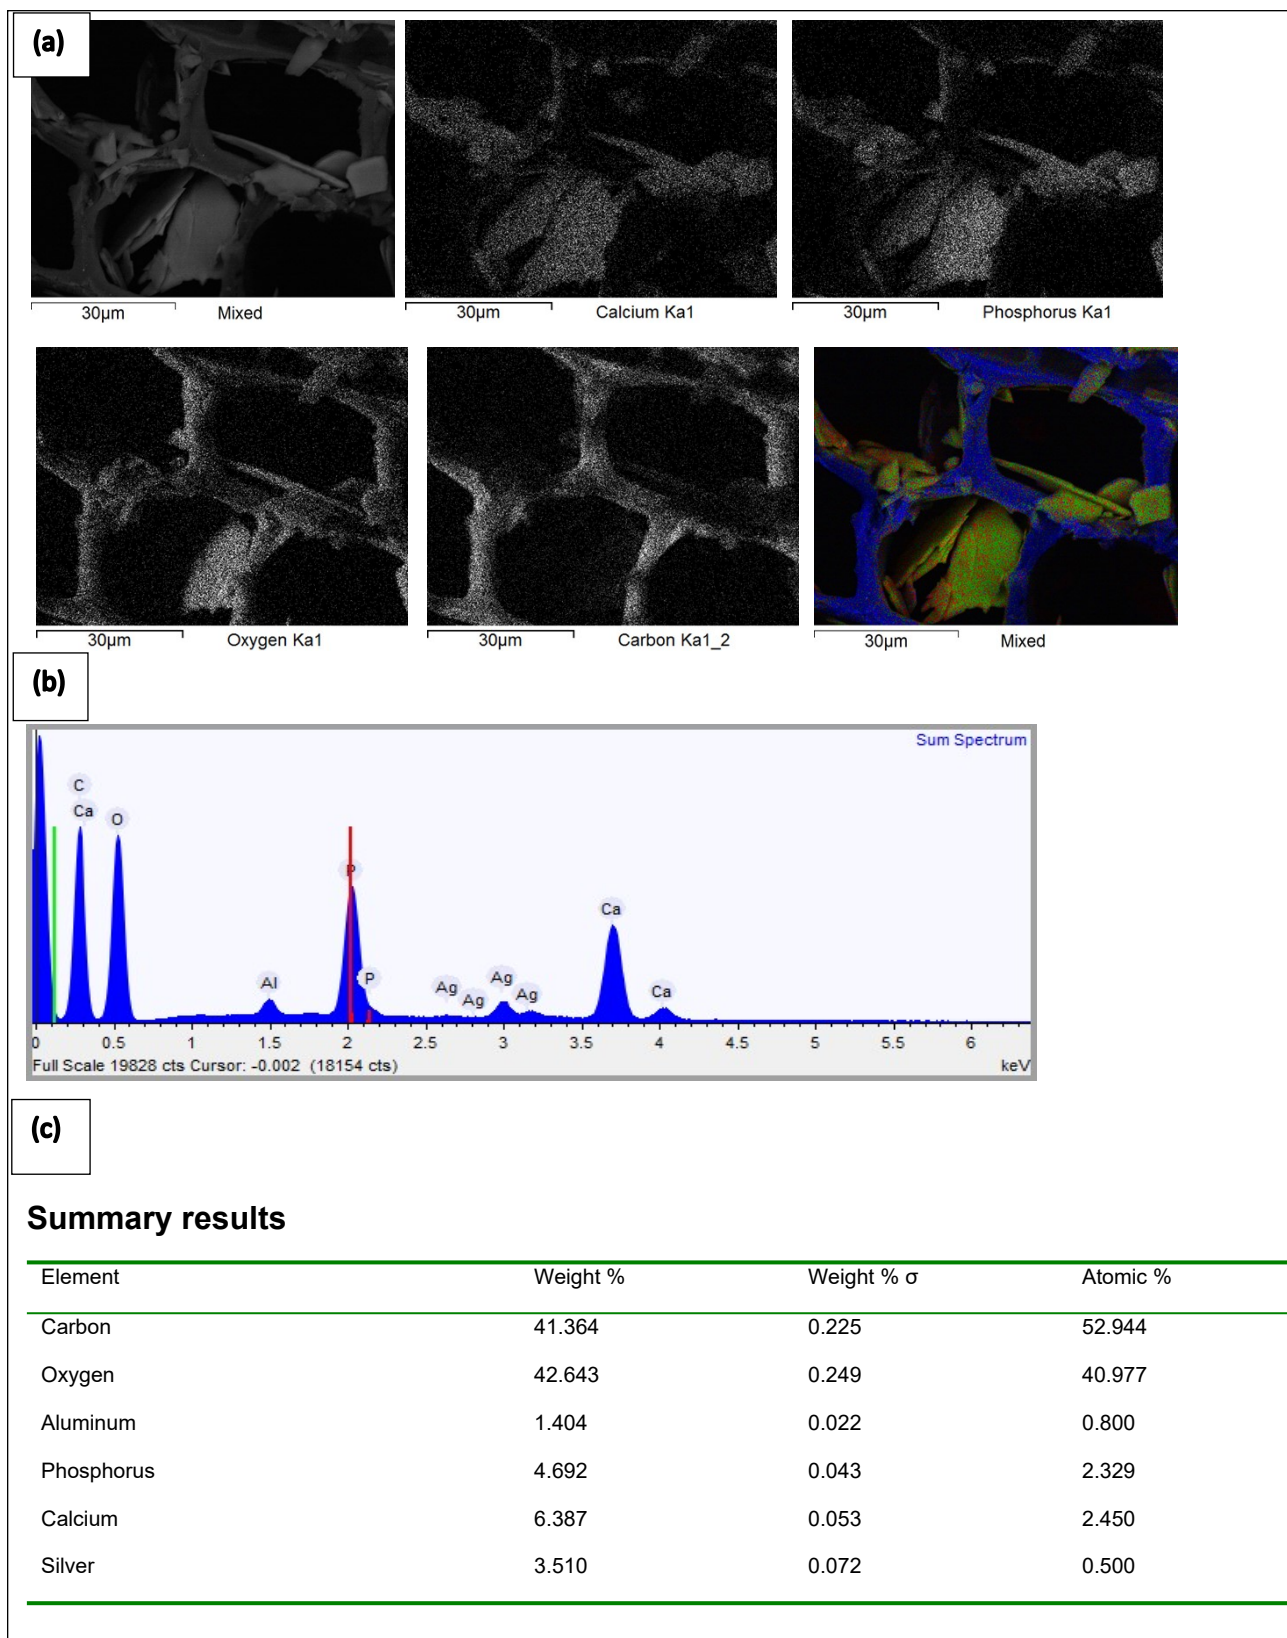 (a)
30µm Mixed
30µm Calcium Ka1
30µm Phosphorus Ka1
30µm Oxygen Ka1
30µm Carbon Ka1_2
30µm Mixed
(b)
Sum Spectrum
C
Ca
O
Al
P
P
Ag
Ag
Ag
Ag
Ca
Ca
0 0.5 1 1.5 2 2.5 3 3.5 4 4.5 5 5.5 6
Full Scale 19828 cts Cursor: -0.002 (18154 cts) keV
(c)
Summary results
Element Weight % Weight % σ Atomic %
Carbon 41.364 0.225 52.944
Oxygen 42.643 0.249 40.977
Aluminum 1.404 0.022 0.800
Phosphorus 4.692 0.043 2.329
Calcium 6.387 0.053 2.450
Silver 3.510 0.072 0.500